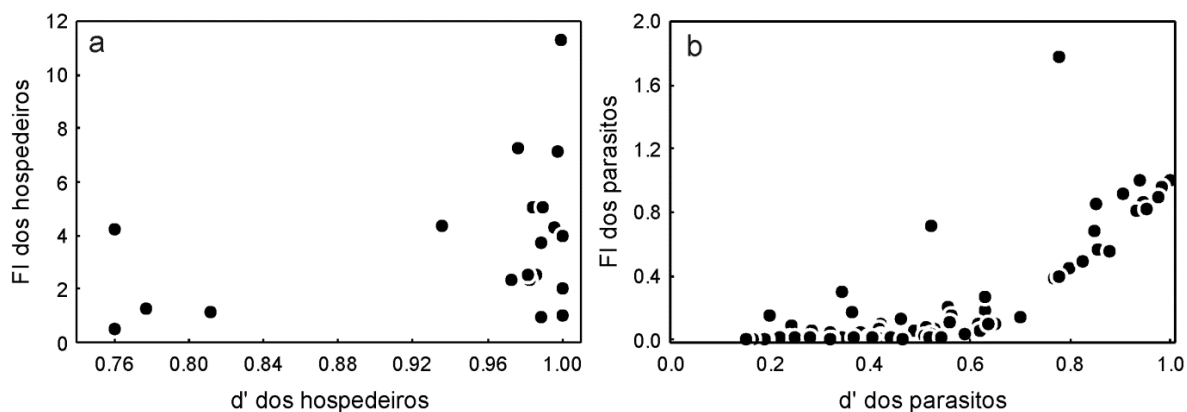 a
12
10
8
6
4
2
0
FI dos hospedeiros
0.76 0.80 0.84 0.88 0.92 0.96 1.00
d' dos hospedeiros
b
2.0
1.6
1.2
0.8
0.4
0.0
FI dos parasitos
0.0 0.2 0.4 0.6 0.8 1.0
d' dos parasitos